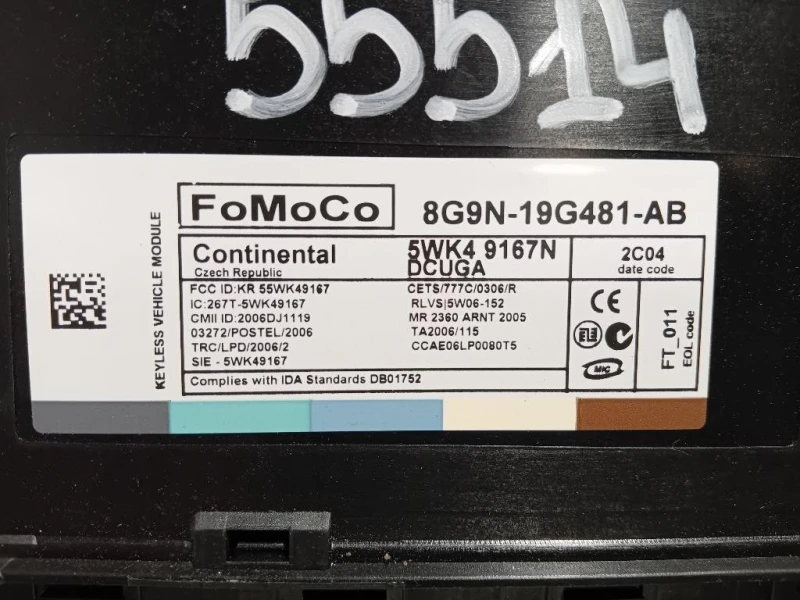 55514
KEYLESS VEHICLE MODULE
FoMoCo
8G9N-19G481-AB
Continental
Czech Republic
5WK4 9167N
DCUGA
2C04
date code
FCC ID:KR 55WK49167
IC:267T-5WK49167
CMII ID:2006DJ1119
03272/POSTEL/2006
TRC/LPD/2006/2
SIE - 5WK49167
CETS/777C/0306/R
RLVS|5W06-152
MR 2360 ARNT 2005
TA2006/115
CCAE06LP0080T5
Complies with IDA Standards DB01752
CE
MIC
FT_011
EOL code